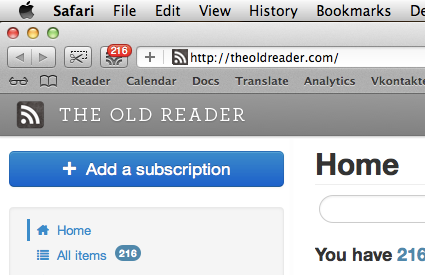 Safari File Edit View History Bookmarks De
216
http://theoldreader.com/
Reader Calendar Docs Translate Analytics Vkontakte
THE OLD READER
+ Add a subscription
Home
Home
All items 216
You have 216